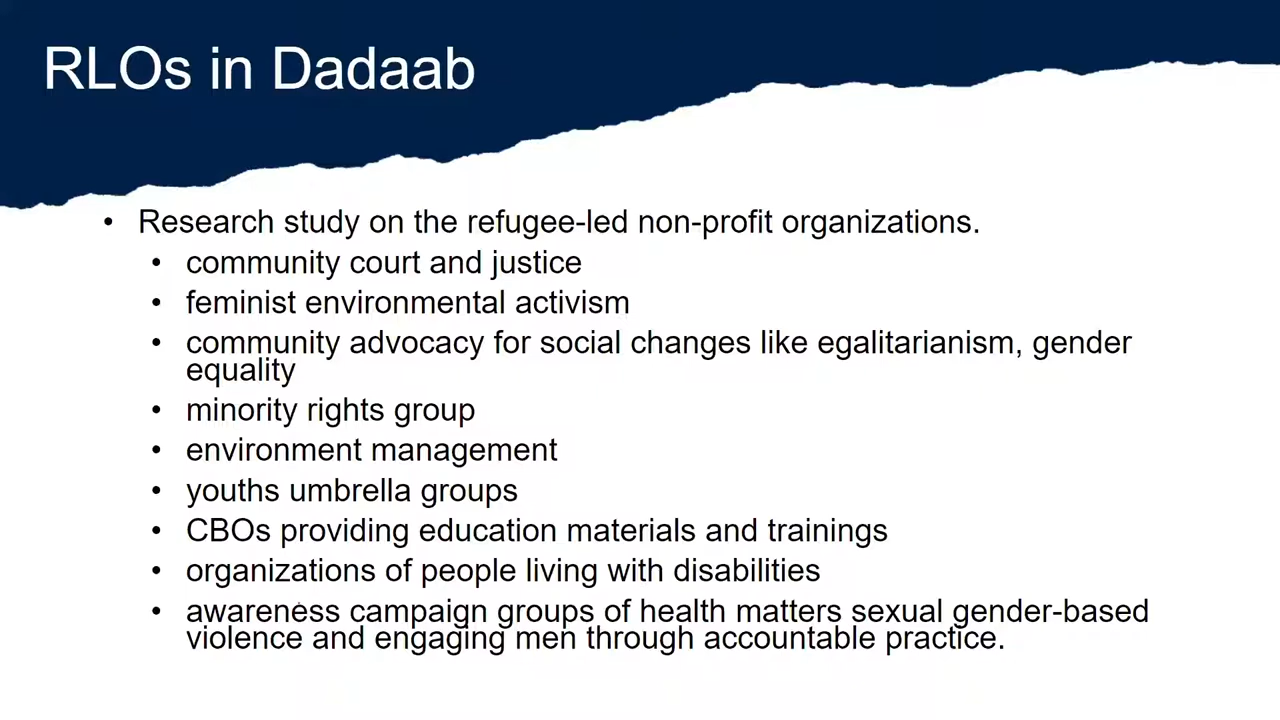 RLOs in Dadaab
• Research study on the refugee-led non-profit organizations.
• community court and justice
• feminist environmental activism
• community advocacy for social changes like egalitarianism, gender
equality
• minority rights group
• environment management
• youths umbrella groups
• CBOs providing education materials and trainings
• organizations of people living with disabilities
• awareness campaign groups of health matters sexual gender-based
violence and engaging men through accountable practice.